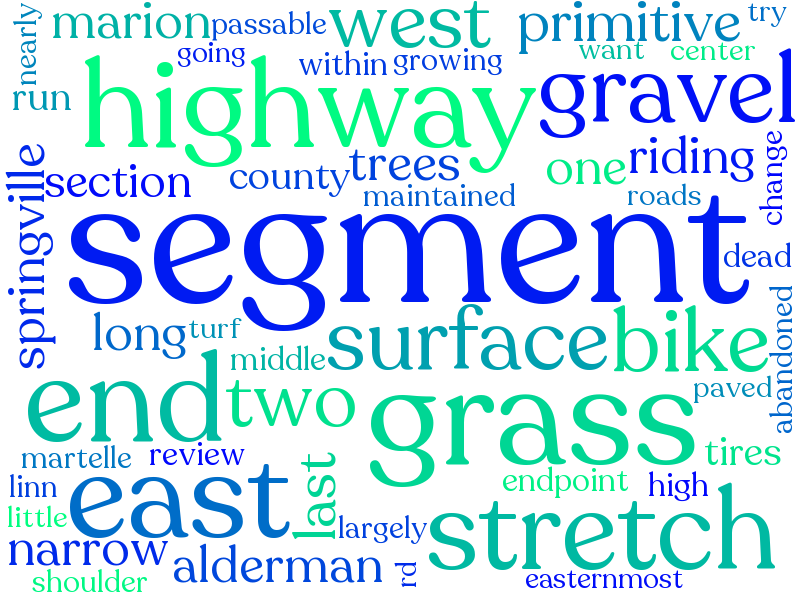 nearly
marion
passable
west
primitive
try
going
want
center
within
growing
run
highway
gravel
springville
section
county
trees
one
riding
change
maintained
roads
segment
dead
long
turf
middle
surface
bike
abandoned
end
two
grass
paved
martelle
review
tires
linn
east
last
endpoint
high
little
largely
stretch
narrow
alderman
rd
shoulder
easternmost